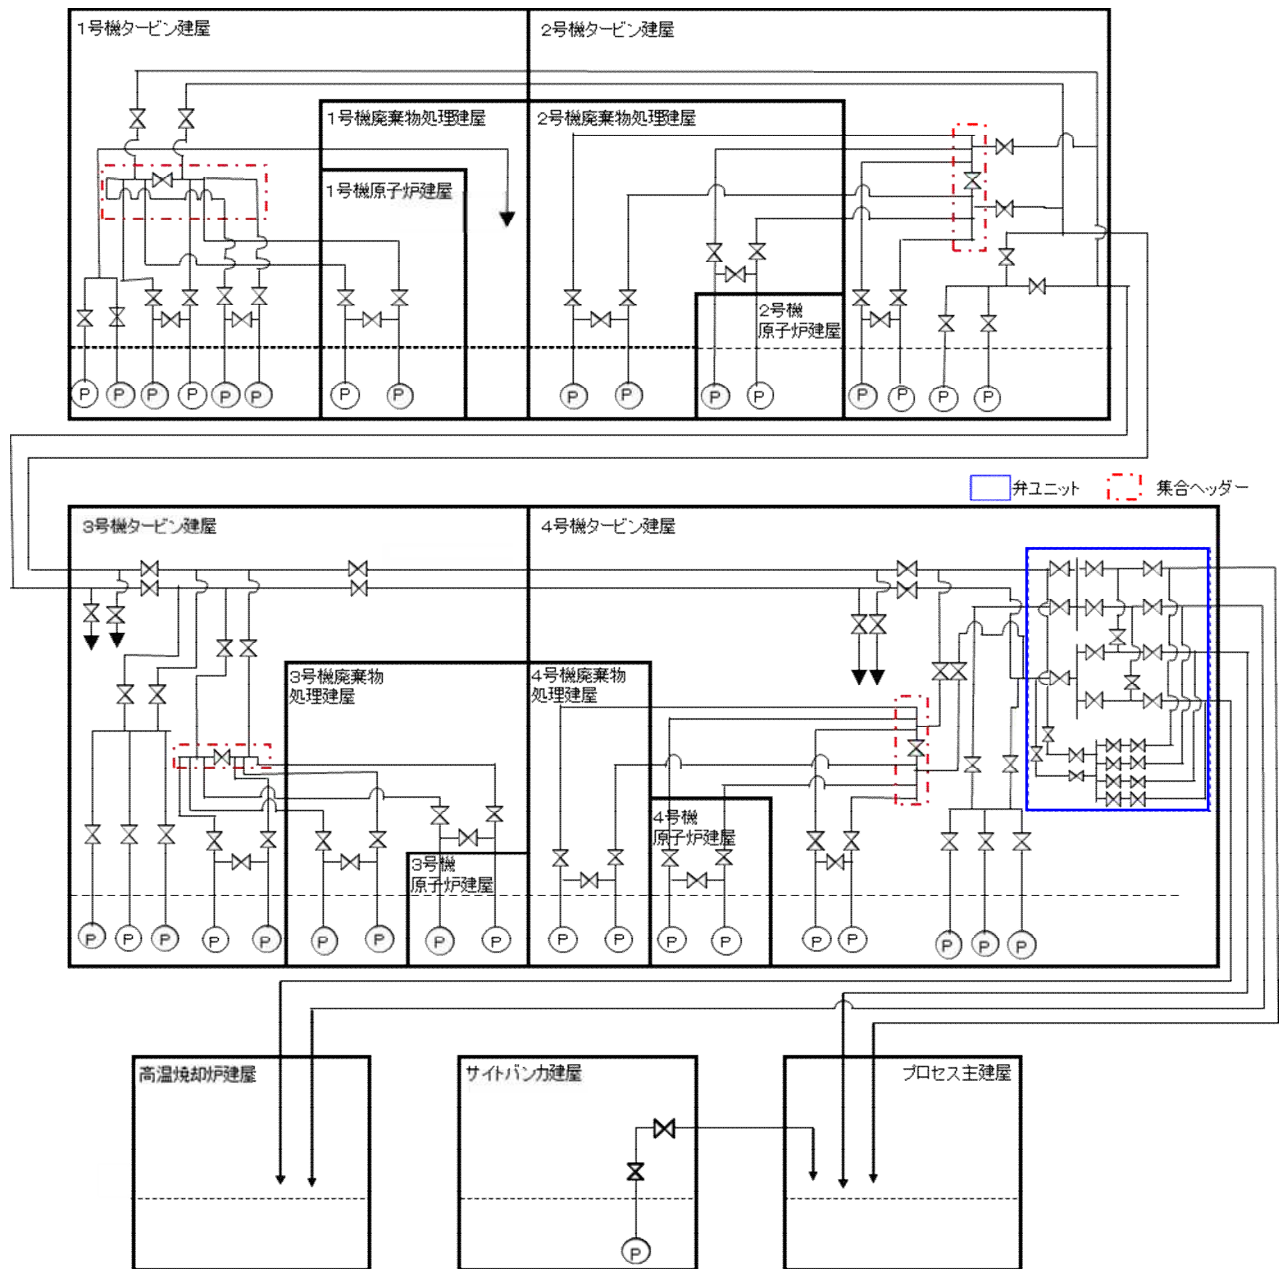 1号機タービン建屋
2号機タービン建屋
1号機廃棄物処理建屋
2号機廃棄物処理建屋
1号機原子炉建屋
2号機
原子炉建屋
P P P P P P P P P P P P P P P P
弁ユニット
集合ヘッダー
3号機タービン建屋
4号機タービン建屋
3号機廃棄物
処理建屋
4号機廃棄物
処理建屋
4号機
原子炉建屋
3号機
原子炉建屋
P P P P P P P P P P P P P P P P P P
高温焼却炉建屋
サイトバンカ建屋
プロセス主建屋
P